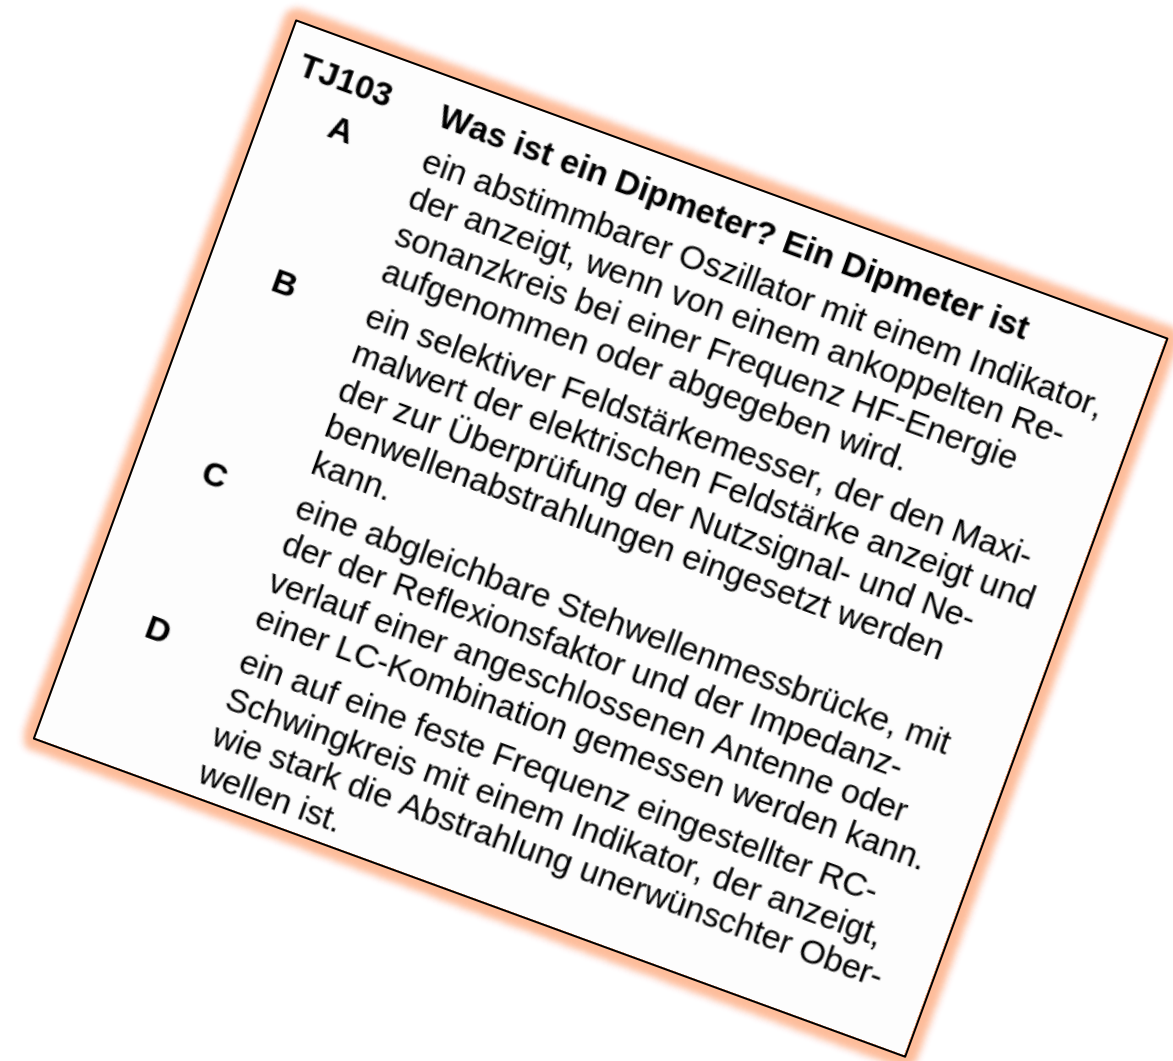 TJ103 Was ist ein Dipmeter? Ein Dipmeter ist
A ein abstimmbarer Oszillator mit einem Indikator,
der anzeigt, wenn von einem ankoppelten Re-
sonanzkreis bei einer Frequenz HF-Energie
aufgenommen oder abgegeben wird.
B ein selektiver Feldstärkemesser, der den Maxi-
malwert der elektrischen Feldstärke anzeigt und
der zur Überprüfung der Nutzsignal- und Ne-
benwellenabstrahlungen eingesetzt werden
kann.
C eine abgleichbare Stehwellenmessbrücke, mit
der der Reflexionsfaktor und der Impedanz-
verlauf einer angeschlossenen Antenne oder
einer LC-Kombination gemessen werden kann.
D ein auf eine feste Frequenz eingestellter RC-
Schwingkreis mit einem Indikator, der anzeigt,
wie stark die Abstrahlung unerwünschter Ober-
wellen ist.